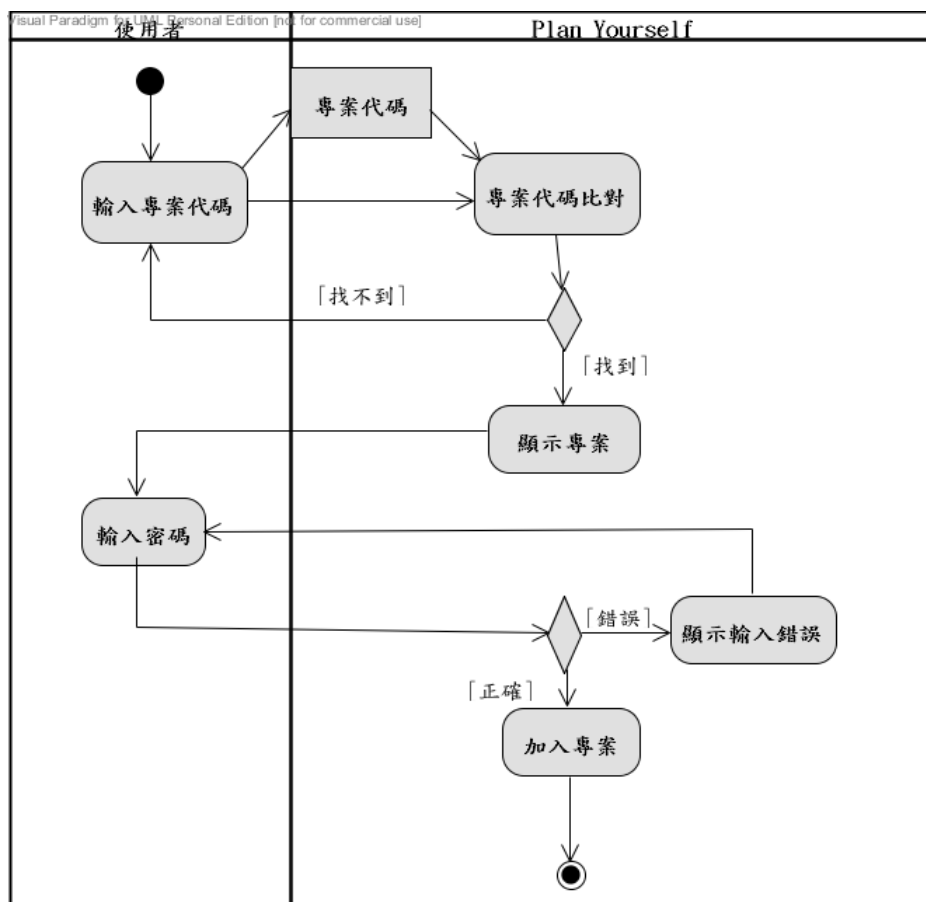 Visual Paradigm for UML Personal Edition [not for commercial use]
使用者
Plan Yourself
專案代碼
輸入專案代碼
專案代碼比對
「找不到」
「找到」
顯示專案
輸入密碼
「錯誤」
顯示輸入錯誤
「正確」
加入專案